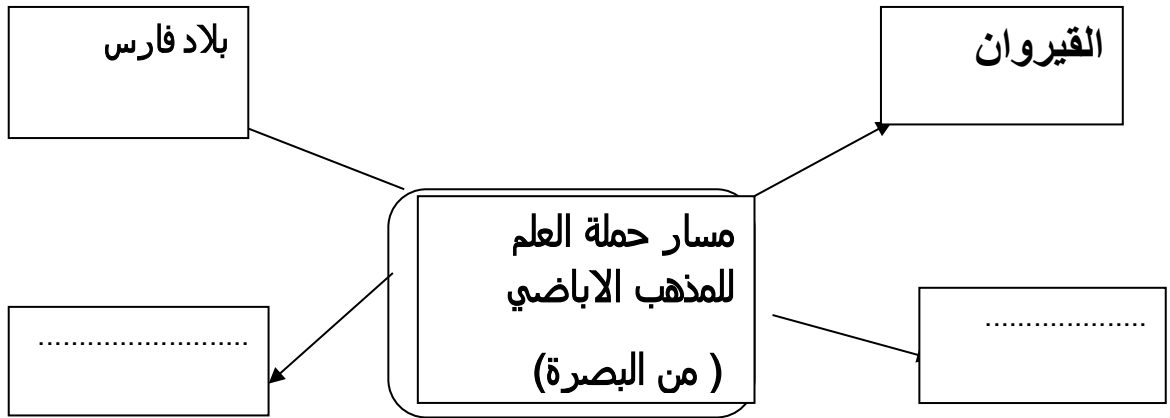 القيروان
بلاد فارس
مسار حملة العلم
للمذهب الاباضي
( من البصرة)
....................
..........................